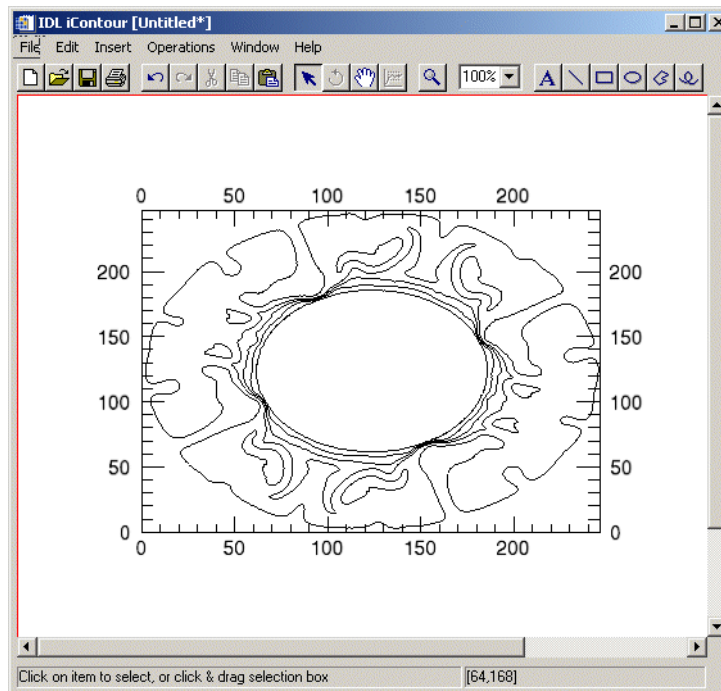 IDL iContour [Untitled*]
File Edit Insert Operations Window Help
100% A
0 50 100 150 200
200 200
150 150
100 100
50 50
0 0
0 50 100 150 200
Click on item to select, or click & drag selection box [64,168]